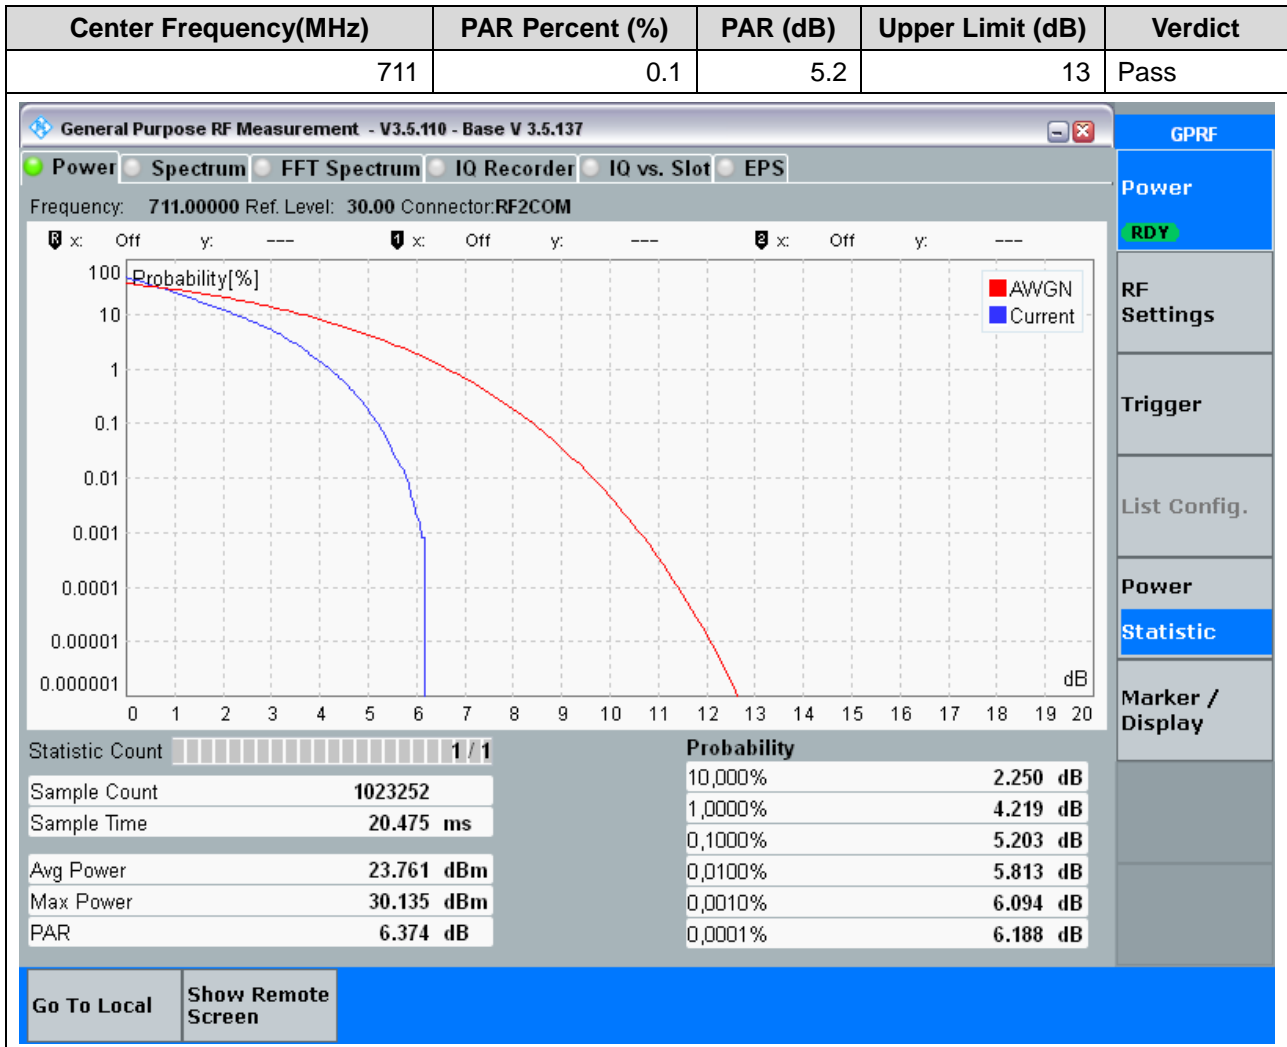 Center Frequency(MHz) PAR Percent (%) PAR (dB) Upper Limit (dB) Verdict
711 0.1 5.2 13 Pass
General Purpose RF Measurement - V3.5.110 - Base V 3.5.137
GPRF
Power Spectrum FFT Spectrum IQ Recorder IQ vs. Slot EPS
Power
RDY
Frequency: 711.00000 Ref. Level: 30.00 Connector:RF2COM
R x: Off y: --- 1 x: Off y: --- 2 x: Off y: ---
Probability[%]
AWGN
Current
100
10
1
0.1
0.01
0.001
0.0001
0.00001
0.000001
dB
0 1 2 3 4 5 6 7 8 9 10 11 12 13 14 15 16 17 18 19 20
RF
Settings
Trigger
List Config.
Power
Statistic
Marker /
Display
Statistic Count 1 / 1
Sample Count 1023252
Sample Time 20.475 ms
Avg Power 23.761 dBm
Max Power 30.135 dBm
PAR 6.374 dB
Probability
10,000% 2.250 dB
1,0000% 4.219 dB
0,1000% 5.203 dB
0,0100% 5.813 dB
0,0010% 6.094 dB
0,0001% 6.188 dB
Go To Local
Show Remote
Screen